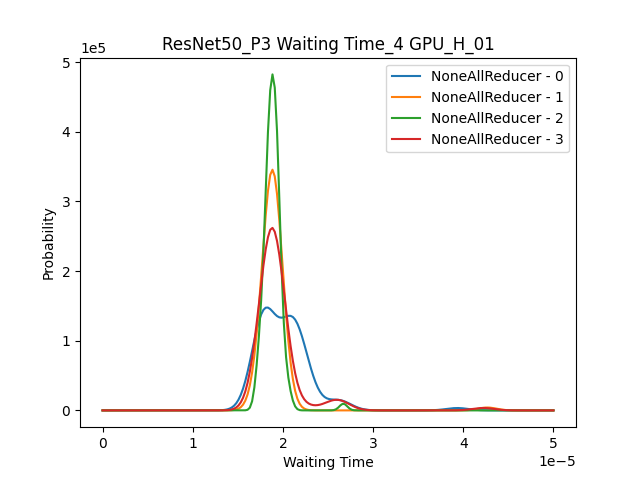 ResNet50_P3 Waiting Time_4 GPU_H_01
1e5
NoneAllReducer - 0
NoneAllReducer - 1
NoneAllReducer - 2
NoneAllReducer - 3
5
4
3
2
1
0
Probability
0 1 2 3 4 5
Waiting Time
1e−5